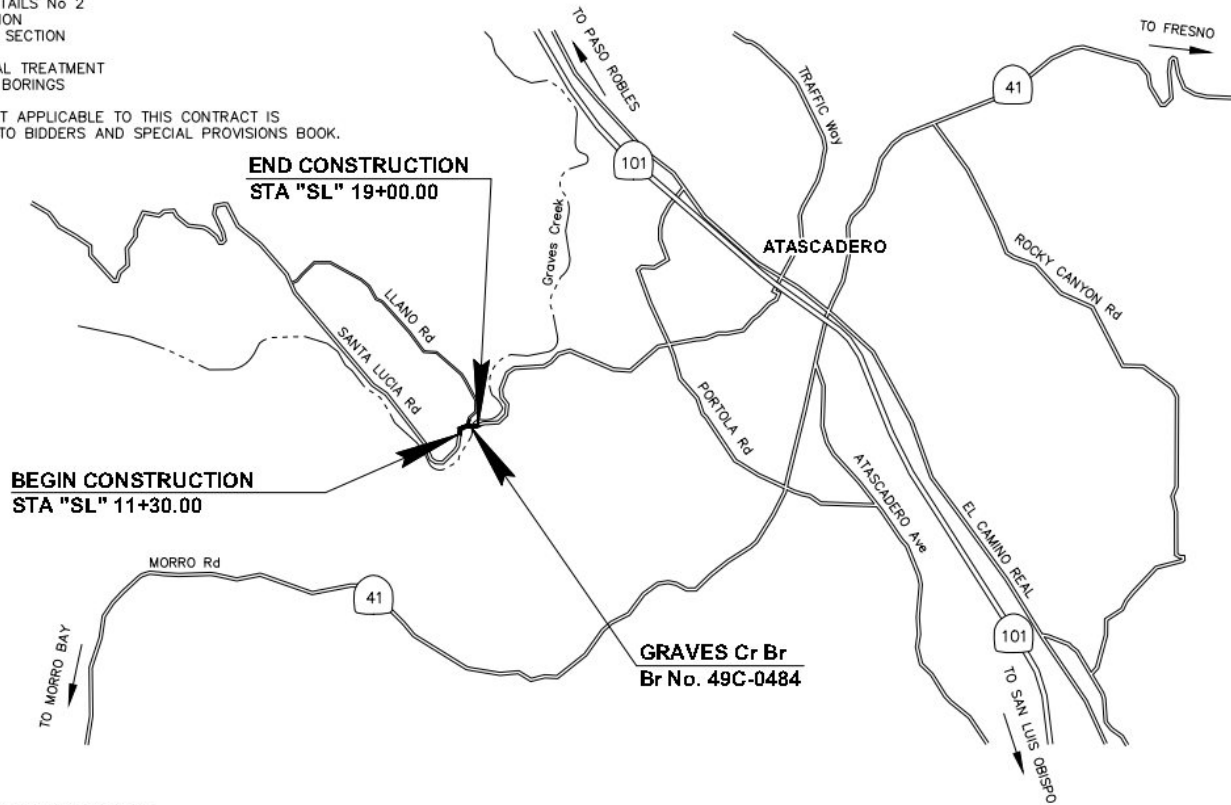 TAILS No 2
ION
SECTION
AL TREATMENT
BORINGS
T APPLICABLE TO THIS CONTRACT IS
TO BIDDERS AND SPECIAL PROVISIONS BOOK.
TO PASO ROBLES
TRAFFIC Way
TO FRESNO
41
101
END CONSTRUCTION
STA "SL" 19+00.00
Graves Creek
ATASCADERO
ROCKY CANYON Rd
LLANO Rd
SANTA LUCIA Rd
PORTOLA Rd
BEGIN CONSTRUCTION
STA "SL" 11+30.00
ATASCADERO Ave
EL CAMINO REAL
MORRO Rd
41
101
GRAVES Cr Br
Br No. 49C-0484
TO MORRO BAY
TO SAN LUIS OBISPO